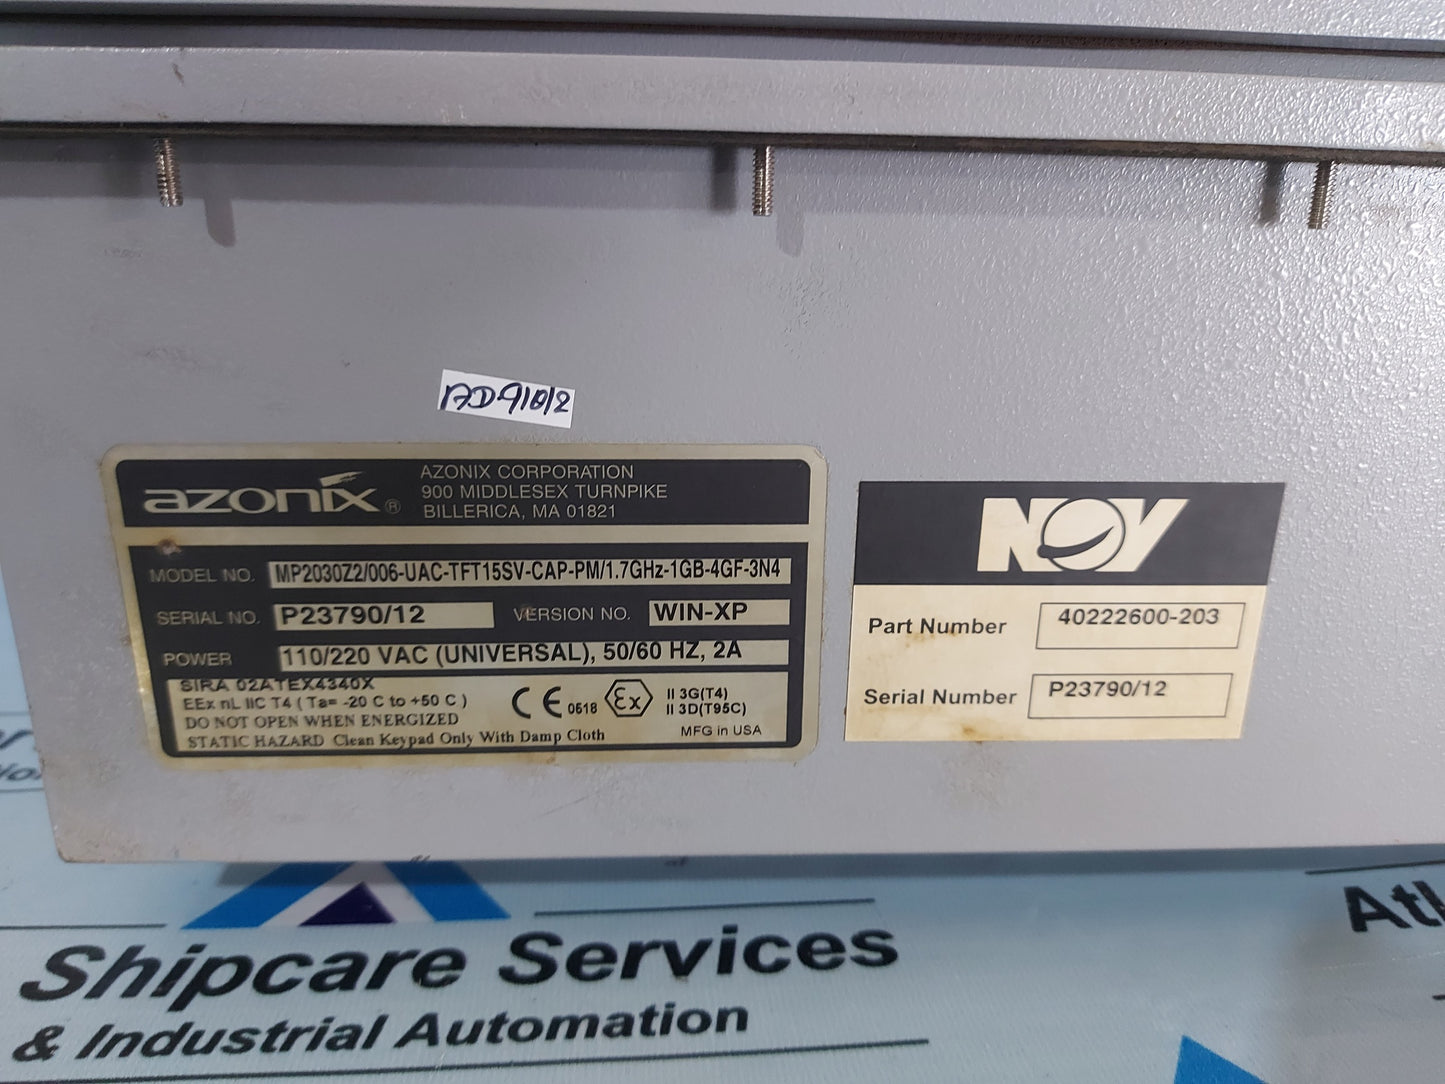 AD91012
azonix®
AZONIX CORPORATION
900 MIDDLESEX TURNPIKE
BILLERICA, MA 01821
MODEL NO. MP2030Z2/006-UAC-TFT15SV-CAP-PM/1.7GHz-1GB-4GF-3N4
SERIAL NO. P23790/12 VERSION NO. WIN-XP
POWER 110/220 VAC (UNIVERSAL), 50/60 HZ, 2A
SIRA 02ATEX4340X
EEx nL IIC T4 ( Ta= -20 C to +50 C )
DO NOT OPEN WHEN ENERGIZED
STATIC HAZARD Clean Keypad Only With Damp Cloth
CE 0518 Ex II 3G(T4)
II 3D(T95C)
MFG in USA
NOV
Part Number 40222600-203
Serial Number P23790/12
Shipcare Services
& Industrial Automation